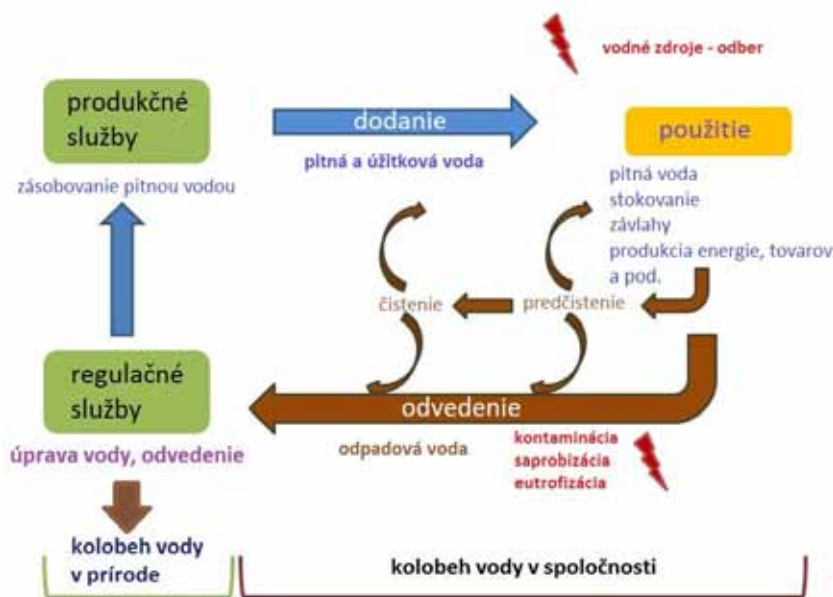 vodné zdroje - odber
produkčné
služby
dodanie
použitie
zásobovanie pitnou vodou
pitná a úžitková voda
pitná voda
stokovanie
závlahy
produkcia energie, tovarov
a pod.
čistenie
predčistenie
regulačné
služby
odvedenie
úprava vody, odvedenie
odpadová voda
kontaminácia
saprobizácia
eutrofizácia
kolobeh vody
v prírode
kolobeh vody v spoločnosti